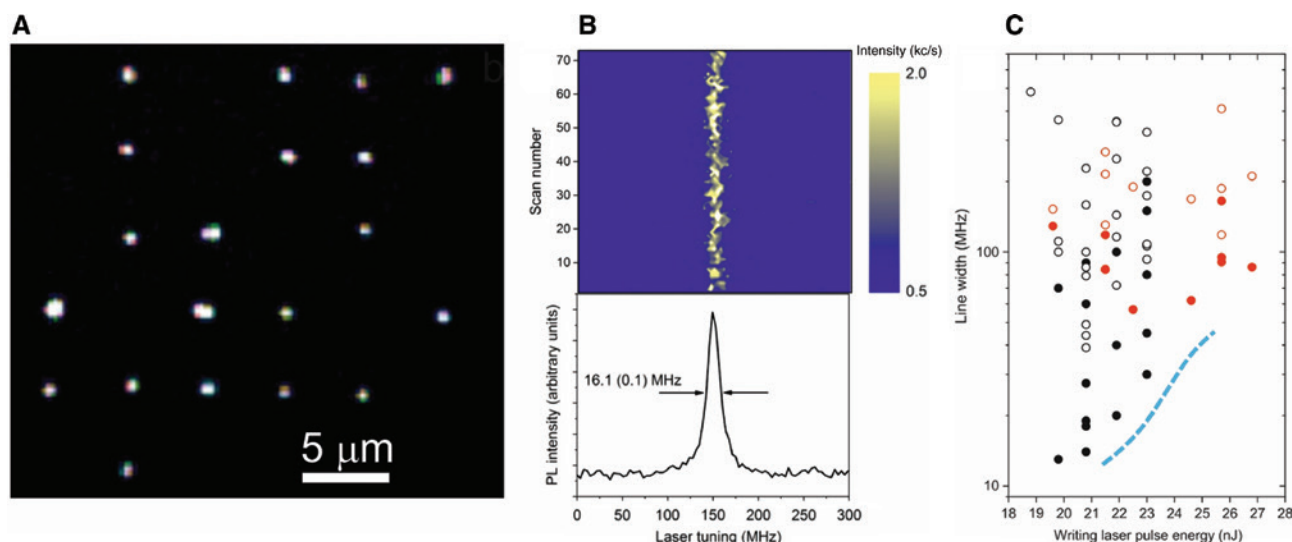 A
b
5 μm
B
Intensity (kc/s)
2.0
0.5
Scan number
70
60
50
40
30
20
10
PL intensity (arbitrary units)
16.1 (0.1) MHz
0 50 100 150 200 250 300
Laser tuning (MHz)
C
Line width (MHz)
100
10
18 19 20 21 22 23 24 25 26 27 28
Writing laser pulse energy (nJ)